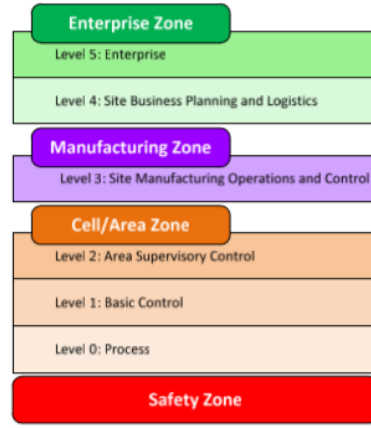 Enterprise Zone
Level 5: Enterprise
Level 4: Site Business Planning and Logistics
Manufacturing Zone
Level 3: Site Manufacturing Operations and Control
Cell/Area Zone
Level 2: Area Supervisory Control
Level 1: Basic Control
Level 0: Process
Safety Zone